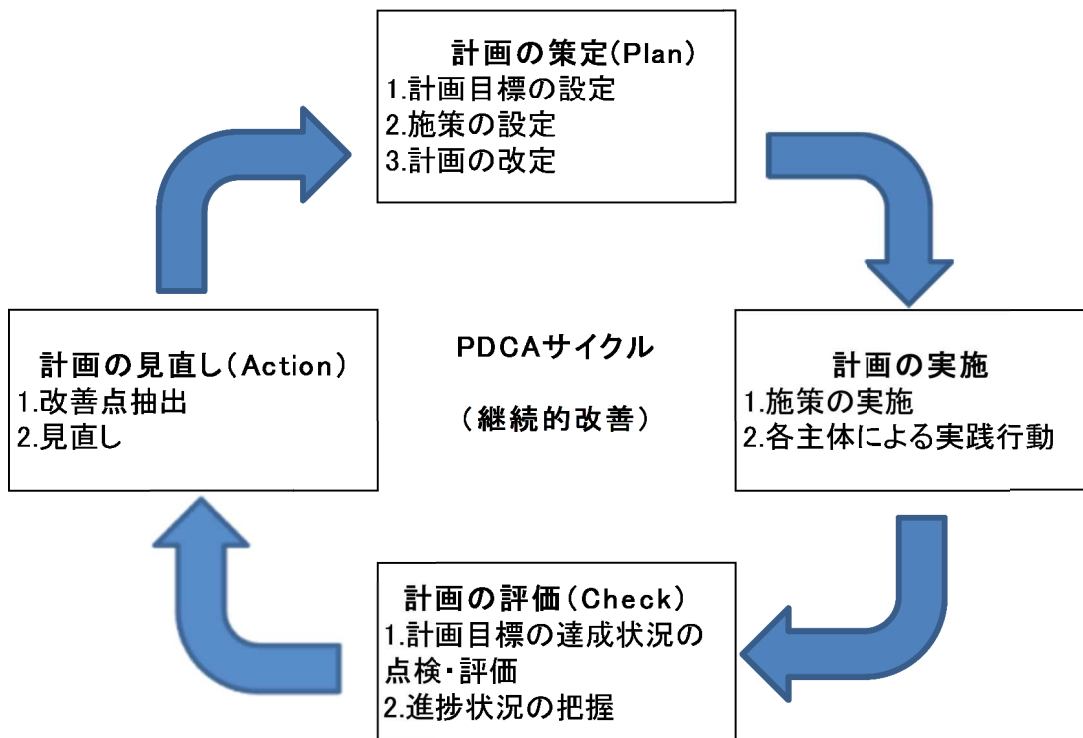 計画の策定(Plan)
1.計画目標の設定
2.施策の設定
3.計画の改定
計画の見直し(Action)
1.改善点抽出
2.見直し
PDCAサイクル
(継続的改善)
計画の実施
1.施策の実施
2.各主体による実践行動
計画の評価(Check)
1.計画目標の達成状況の
点検・評価
2.進捗状況の把握